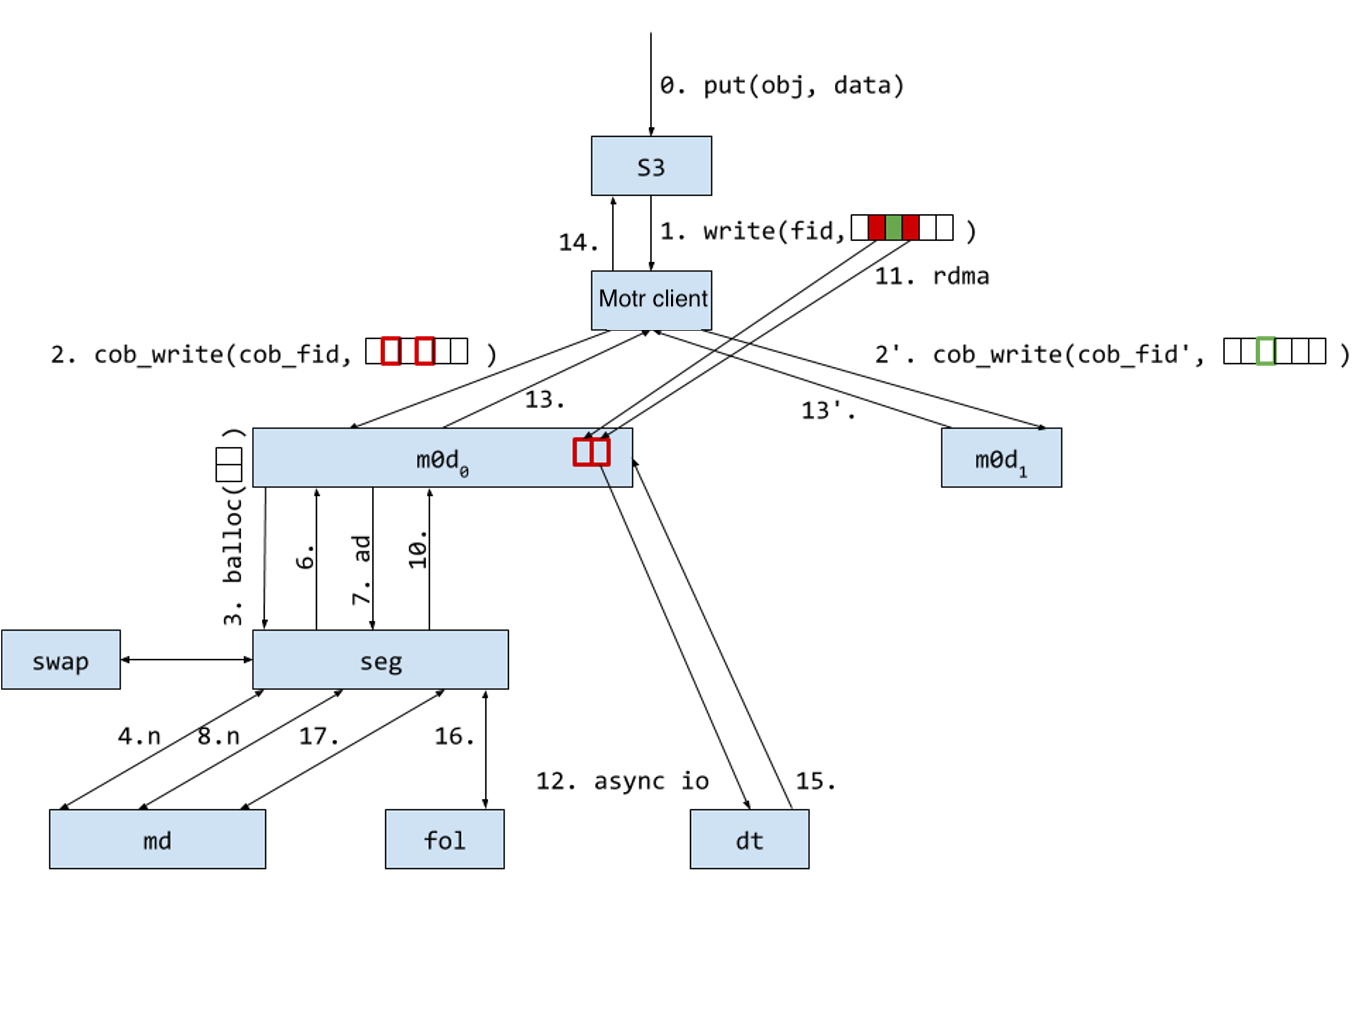 0. put(obj, data)
S3
14.
1. write(fid, )
11. rdma
Motr client
2. cob_write(cob_fid, )
2'. cob_write(cob_fid', )
13.
13'.
m0d0
m0d1
3. balloc( )
6.
7. ad
10.
swap
seg
4.n
8.n
17.
16.
12. async io
15.
md
fol
dt